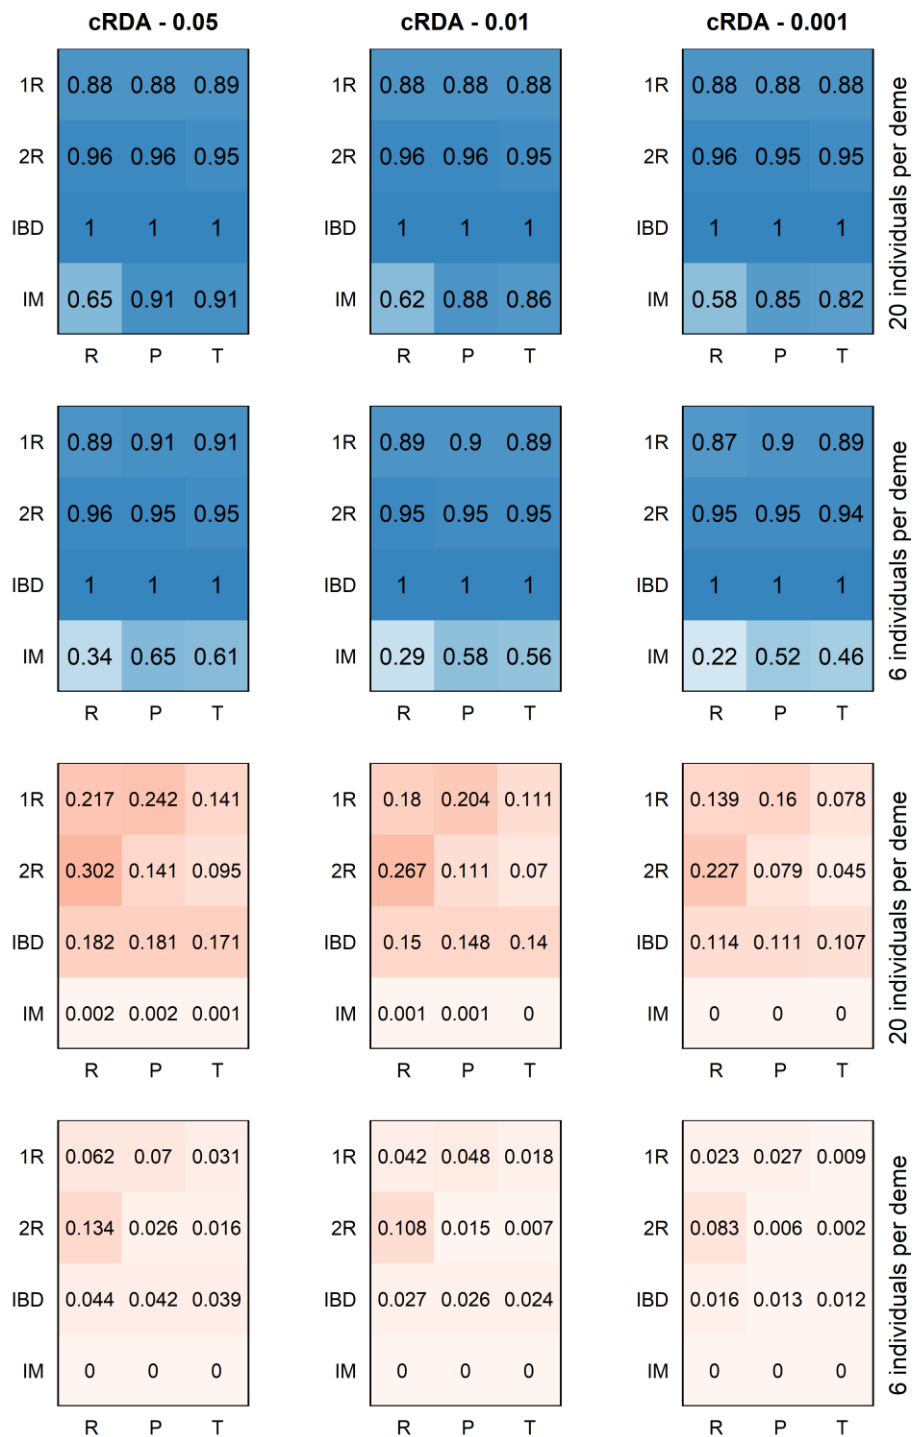 cRDA - 0.05 cRDA - 0.01 cRDA - 0.001
1R 0.88 0.88 0.89 1R 0.88 0.88 0.88 1R 0.88 0.88 0.88
2R 0.96 0.96 0.95 2R 0.96 0.96 0.95 2R 0.96 0.95 0.95
IBD 1 1 1 IBD 1 1 1 IBD 1 1 1
IM 0.65 0.91 0.91 IM 0.62 0.88 0.86 IM 0.58 0.85 0.82
R P T R P T R P T
20 individuals per deme
1R 0.89 0.91 0.91 1R 0.89 0.9 0.89 1R 0.87 0.9 0.89
2R 0.96 0.95 0.95 2R 0.95 0.95 0.95 2R 0.95 0.95 0.94
IBD 1 1 1 IBD 1 1 1 IBD 1 1 1
IM 0.34 0.65 0.61 IM 0.29 0.58 0.56 IM 0.22 0.52 0.46
R P T R P T R P T
6 individuals per deme
1R 0.217 0.242 0.141 1R 0.18 0.204 0.111 1R 0.139 0.16 0.078
2R 0.302 0.141 0.095 2R 0.267 0.111 0.07 2R 0.227 0.079 0.045
IBD 0.182 0.181 0.171 IBD 0.15 0.148 0.14 IBD 0.114 0.111 0.107
IM 0.002 0.002 0.001 IM 0.001 0.001 0 IM 0 0 0
R P T R P T R P T
20 individuals per deme
1R 0.062 0.07 0.031 1R 0.042 0.048 0.018 1R 0.023 0.027 0.009
2R 0.134 0.026 0.016 2R 0.108 0.015 0.007 2R 0.083 0.006 0.002
IBD 0.044 0.042 0.039 IBD 0.027 0.026 0.024 IBD 0.016 0.013 0.012
IM 0 0 0 IM 0 0 0 IM 0 0 0
R P T R P T R P T
6 individuals per deme